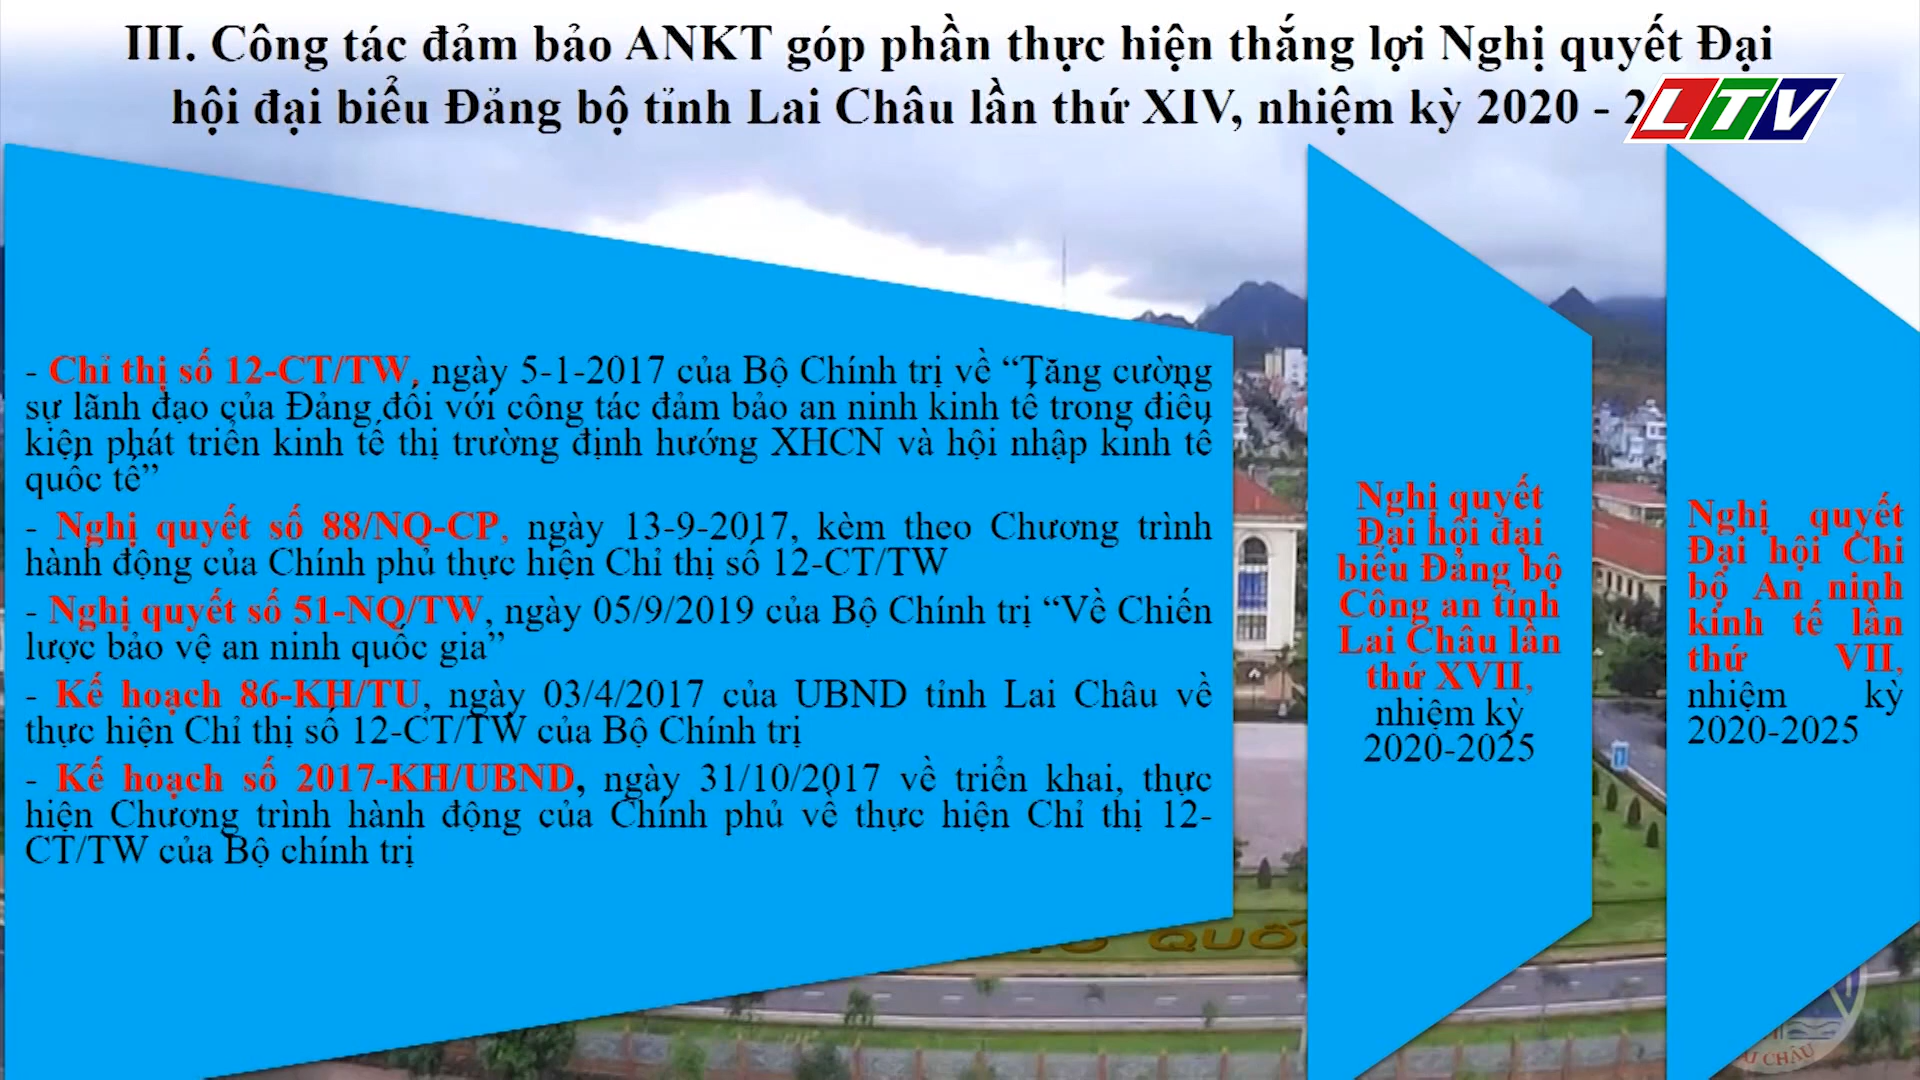 III. Công tác đảm bảo ANKT góp phần thực hiện thắng lợi Nghị quyết Đại
hội đại biểu Đảng bộ tỉnh Lai Châu lần thứ XIV, nhiệm kỳ 2020 -
LTV
- Chỉ thị số 12-CT/TW, ngày 5-1-2017 của Bộ Chính trị về “Tăng cường
sự lãnh đạo của Đảng đối với công tác đảm bảo an ninh kinh tế trong điều
kiện phát triển kinh tế thị trường định hướng XHCN và hội nhập kinh tế
quốc tế”
- Nghị quyết số 88/NQ-CP, ngày 13-9-2017, kèm theo Chương trình
hành động của Chính phủ thực hiện Chỉ thị số 12-CT/TW
- Nghị quyết số 51-NQ/TW, ngày 05/9/2019 của Bộ Chính trị “Về Chiến
lược bảo vệ an ninh quốc gia”
- Kế hoạch 86-KH/TU, ngày 03/4/2017 của UBND tỉnh Lai Châu về
thực hiện Chỉ thị số 12-CT/TW của Bộ Chính trị
- Kế hoạch số 2017-KH/UBND, ngày 31/10/2017 về triển khai, thực
hiện Chương trình hành động của Chính phủ về thực hiện Chỉ thị 12-
CT/TW của Bộ chính trị
Nghị quyết
Đại hội đại
biểu Đảng bộ
Công an tỉnh
Lai Châu lần
thứ XVII,
nhiệm kỳ
2020-2025
Nghị quyết
Đại hội Chi
bộ An ninh
kinh tế lần
thứ VII,
nhiệm kỳ
2020-2025
CHÂU